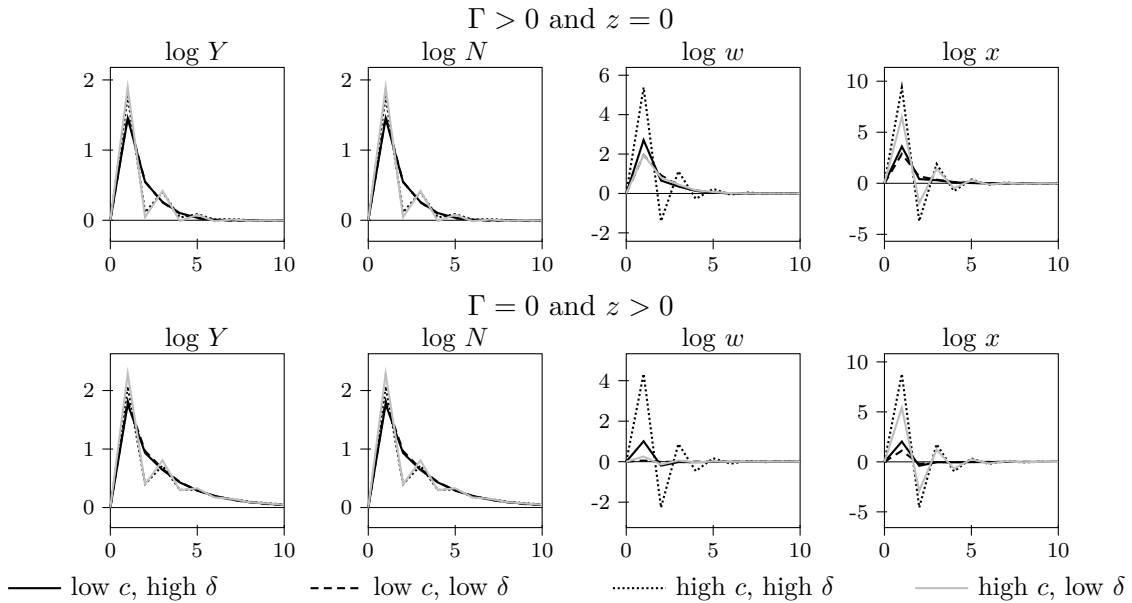 Γ > 0 and z = 0
log Y
log N
log w
log x
2
1
0
0 5 10
2
1
0
0 5 10
6
4
2
0
-2
0 5 10
10
5
0
-5
0 5 10
Γ = 0 and z > 0
log Y
log N
log w
log x
2
1
0
0 5 10
2
1
0
0 5 10
4
2
0
-2
0 5 10
10
5
0
-5
0 5 10
low c, high δ
low c, low δ
high c, high δ
high c, low δ